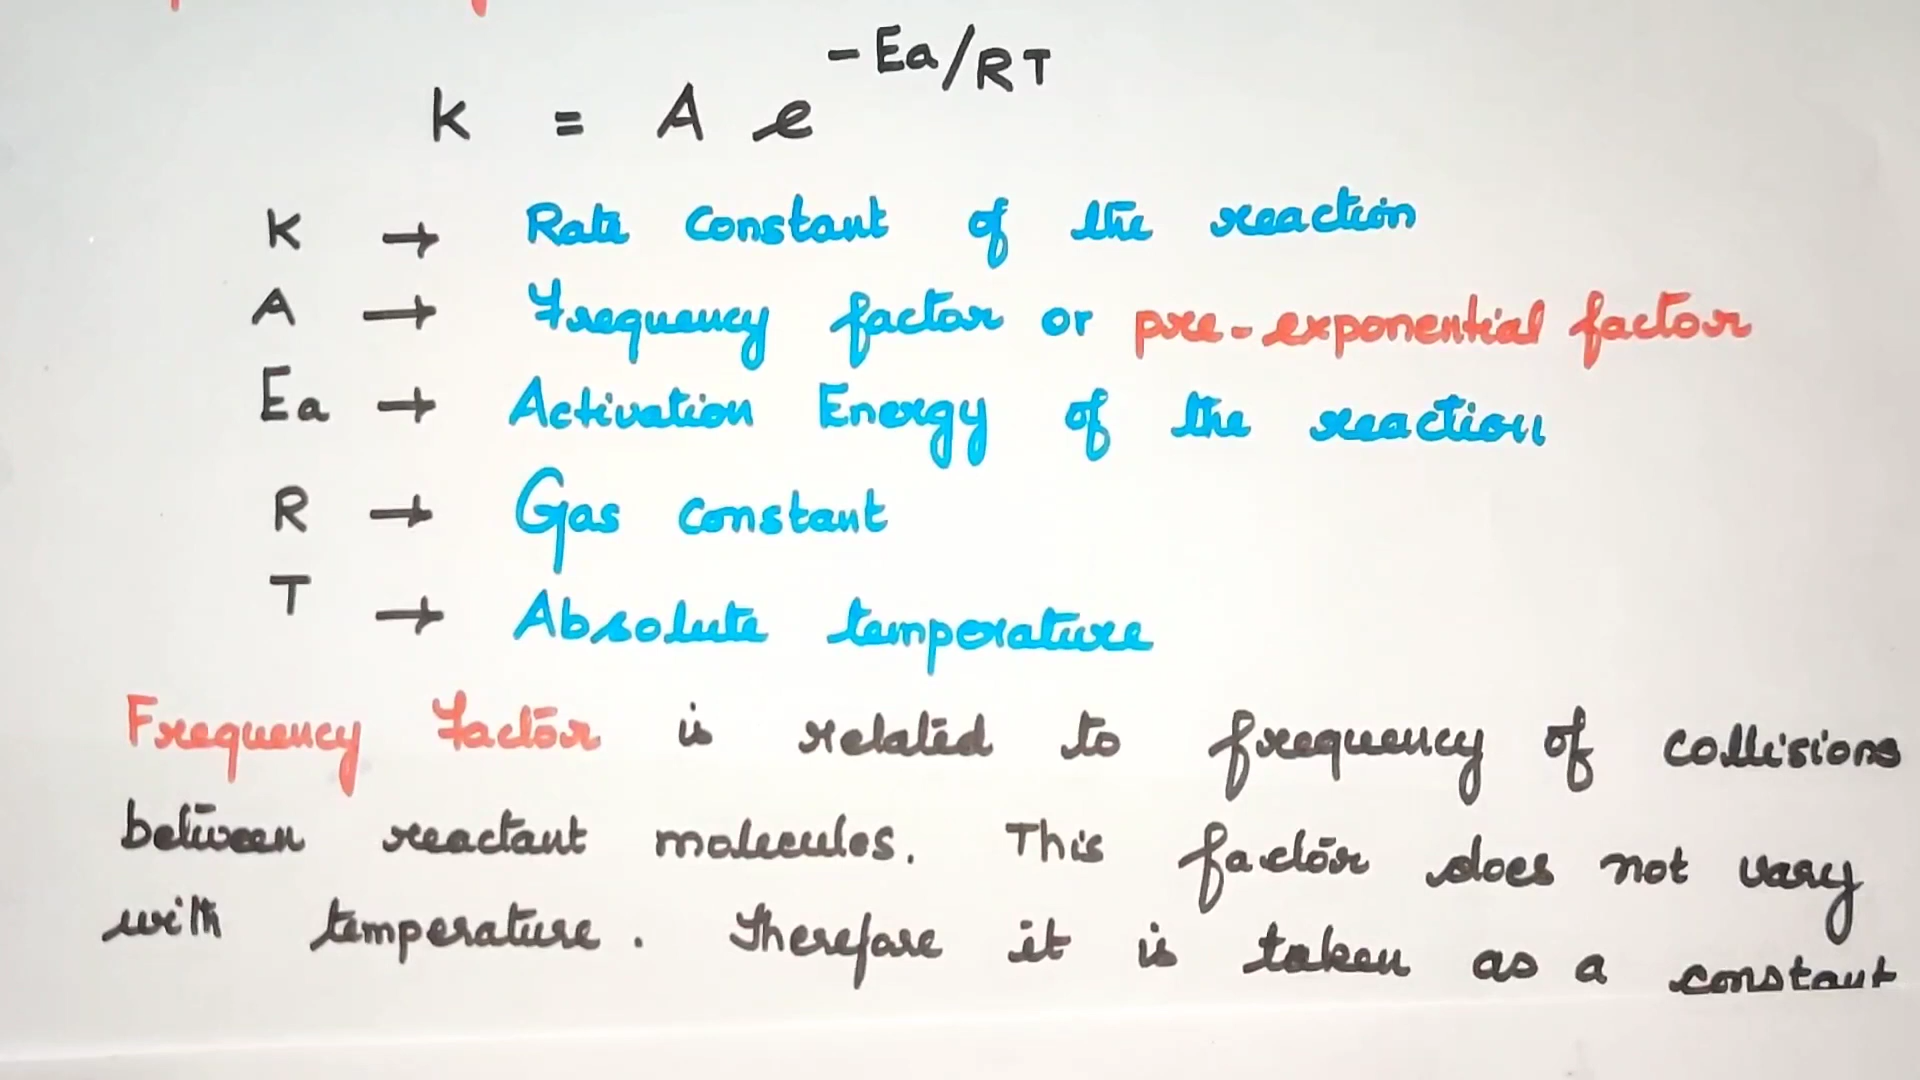 k = A e -Ea/RT
K → Rate constant of the reaction
A → Frequency factor or pre-exponential factor
Ea → Activation Energy of the reaction
R → Gas constant
T → Absolute temperature
Frequency Factor is related to frequency of collisions
between reactant molecules. This factor does not vary
with temperature. Therefore it is taken as a constant